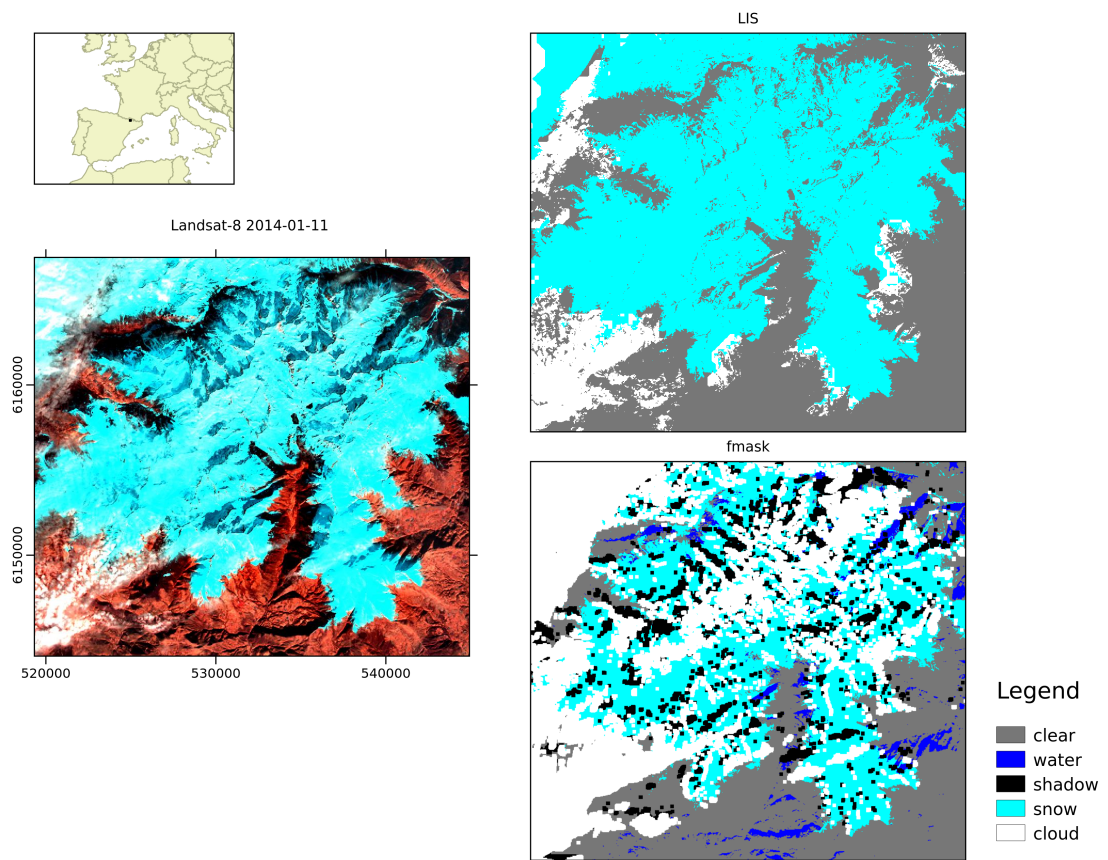 LIS
Landsat-8 2014-01-11
6160000
6150000
520000
530000
540000
fmask
Legend
clear
water
shadow
snow
cloud